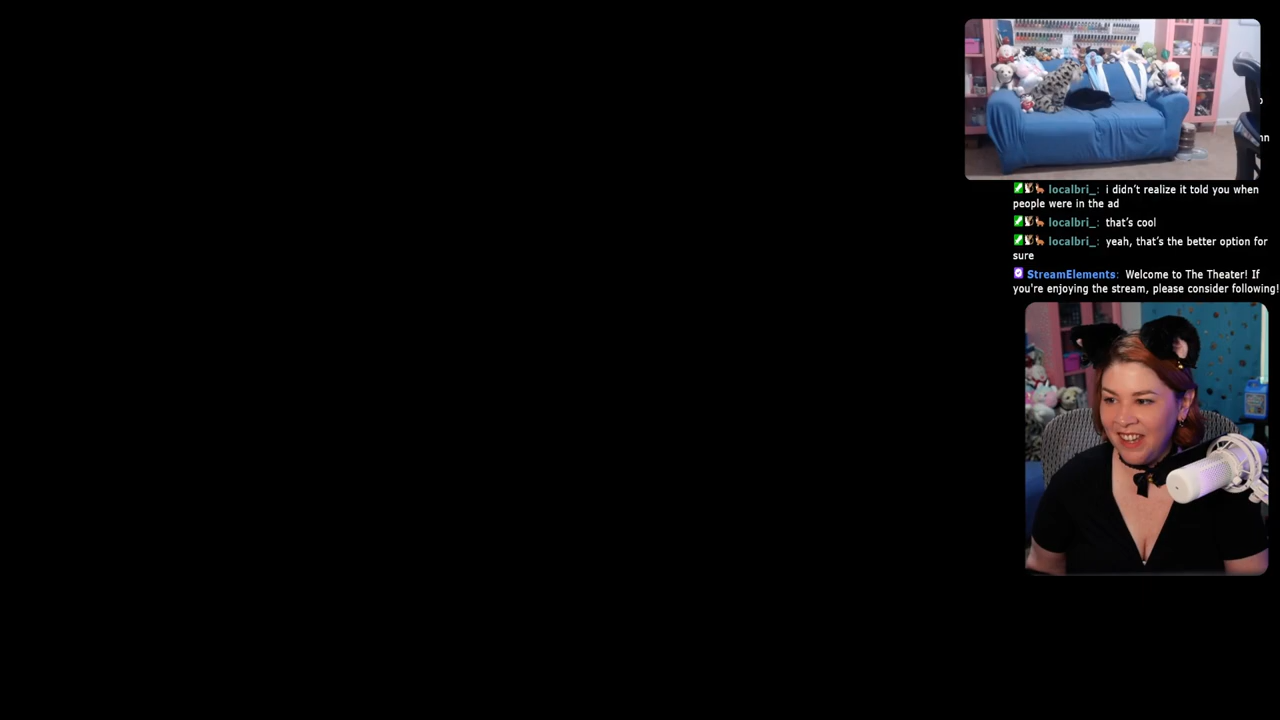 localbri_: i didn't realize it told you when
people were in the ad
localbri_: that's cool
localbri_: yeah, that's the better option for
sure
StreamElements: Welcome to The Theater! If
you're enjoying the stream, please consider following!